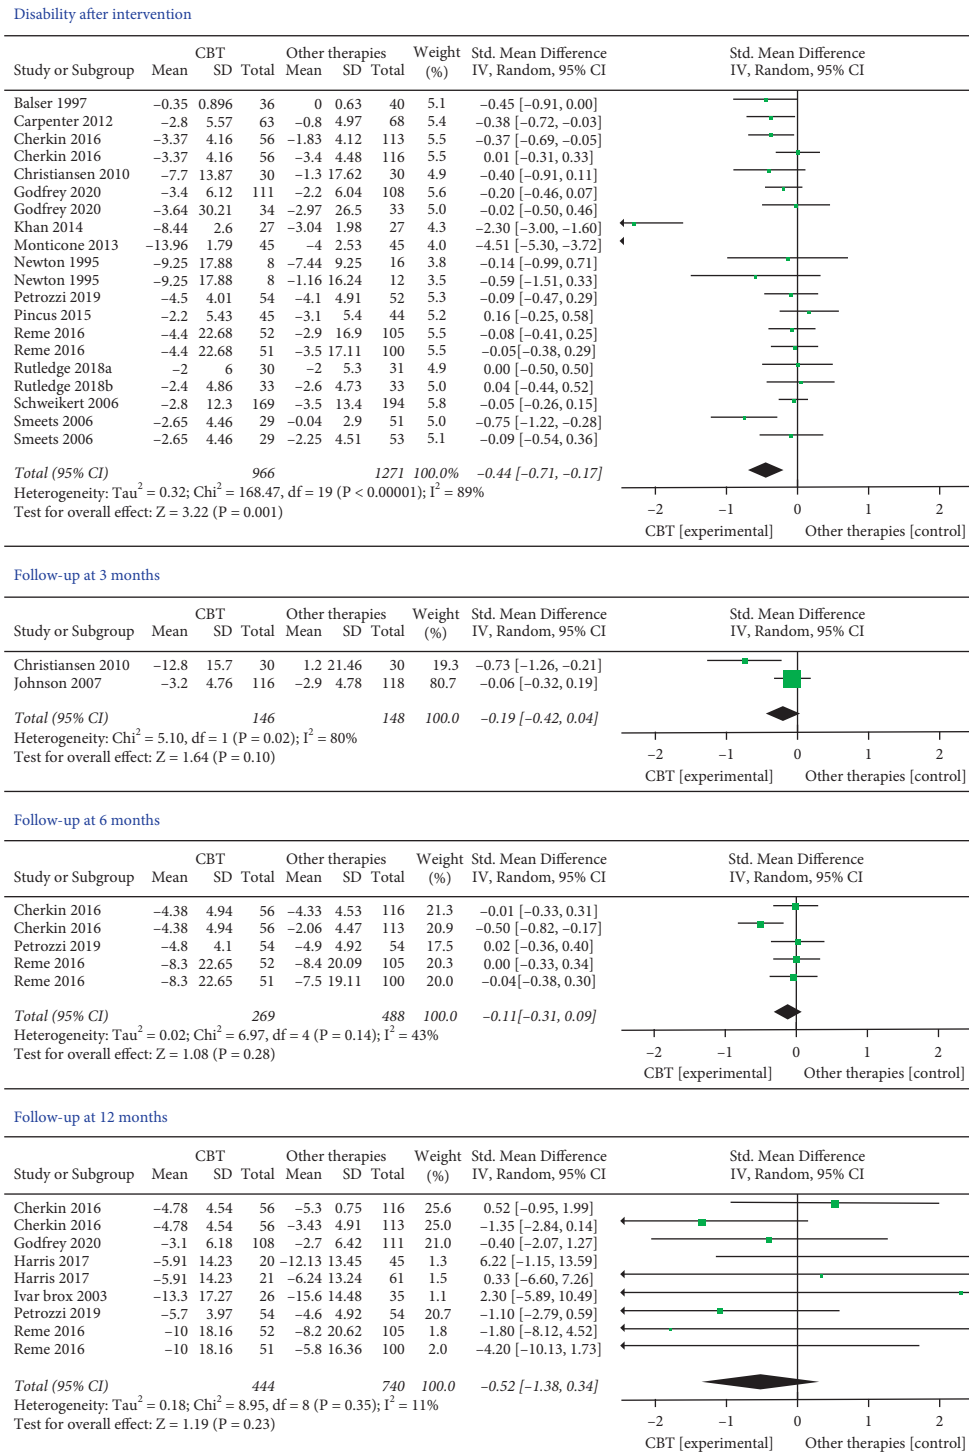 Disability after intervention
CBT Other therapies Weight Std. Mean Difference Std. Mean Difference
Study or Subgroup Mean SD Total Mean SD Total (%) IV, Random, 95% CI IV, Random, 95% CI
Balser 1997 −0.35 0.896 36 0 0.63 40 5.1 −0.45 [−0.91, 0.00]
Carpenter 2012 −2.8 5.57 63 −0.8 4.97 68 5.4 −0.38 [−0.72, −0.03]
Cherkin 2016 −3.37 4.16 56 −1.83 4.12 113 5.5 −0.37 [−0.69, −0.05]
Cherkin 2016 −3.37 4.16 56 −3.4 4.48 116 5.5 0.01 [−0.31, 0.33]
Christiansen 2010 −7.7 13.87 30 −1.3 17.62 30 4.9 −0.40 [−0.91, 0.11]
Godfrey 2020 −3.4 6.12 111 −2.2 6.04 108 5.6 −0.20 [−0.46, 0.07]
Godfrey 2020 −3.64 30.21 34 −2.97 26.5 33 5.0 −0.02 [−0.50, 0.46]
Khan 2014 −8.44 2.6 27 −3.04 1.98 27 4.3 −2.30 [−3.00, −1.60]
Monticone 2013 −13.96 1.79 45 −4 2.53 45 4.0 −4.51 [−5.30, −3.72]
Newton 1995 −9.25 17.88 8 −7.44 9.25 16 3.8 −0.14 [−0.99, 0.71]
Newton 1995 −9.25 17.88 8 −1.16 16.24 12 3.5 −0.59 [−1.51, 0.33]
Petrozzi 2019 −4.5 4.01 54 −4.1 4.91 52 5.3 −0.09 [−0.47, 0.29]
Pincus 2015 −2.2 5.43 45 −3.1 5.4 44 5.2 0.16 [−0.25, 0.58]
Reme 2016 −4.4 22.68 52 −2.9 16.9 105 5.5 −0.08 [−0.41, 0.25]
Reme 2016 −4.4 22.68 51 −3.5 17.11 100 5.5 −0.05[−0.38, 0.29]
Rutledge 2018a −2 6 30 −2 5.3 31 4.9 0.00 [−0.50, 0.50]
Rutledge 2018b −2.4 4.86 33 −2.6 4.73 33 5.0 0.04 [−0.44, 0.52]
Schweikert 2006 −2.8 12.3 169 −3.5 13.4 194 5.8 −0.05 [−0.26, 0.15]
Smeets 2006 −2.65 4.46 29 −0.04 2.9 51 5.0 −0.75 [−1.22, −0.28]
Smeets 2006 −2.65 4.46 29 −2.25 4.51 53 5.1 −0.09 [−0.54, 0.36]
Total (95% CI) 966 1271 100.0% −0.44 [−0.71, −0.17]
Heterogeneity: Tau² = 0.32; Chi² = 168.47, df = 19 (P < 0.00001); I² = 89%
Test for overall effect: Z = 3.22 (P = 0.001)
−2 −1 0 1 2
CBT [experimental] Other therapies [control]
Follow-up at 3 months
CBT Other therapies Weight Std. Mean Difference Std. Mean Difference
Study or Subgroup Mean SD Total Mean SD Total (%) IV, Random, 95% CI IV, Random, 95% CI
Christiansen 2010 −12.8 15.7 30 1.2 21.46 30 19.3 −0.73 [−1.26, −0.21]
Johnson 2007 −3.2 4.76 116 −2.9 4.78 118 80.7 −0.06 [−0.32, 0.19]
Total (95% CI) 146 148 100.0 −0.19 [−0.42, 0.04]
Heterogeneity: Chi² = 5.10, df = 1 (P = 0.02); I² = 80%
Test for overall effect: Z = 1.64 (P = 0.10)
−2 −1 0 1 2
CBT [experimental] Other therapies [control]
Follow-up at 6 months
CBT Other therapies Weight Std. Mean Difference Std. Mean Difference
Study or Subgroup Mean SD Total Mean SD Total (%) IV, Random, 95% CI IV, Random, 95% CI
Cherkin 2016 −4.38 4.94 56 −4.33 4.53 116 21.3 −0.01 [−0.33, 0.31]
Cherkin 2016 −4.38 4.94 56 −2.06 4.47 113 20.9 −0.50 [−0.82, −0.17]
Petrozzi 2019 −4.8 4.1 54 −4.9 4.92 54 17.5 0.02 [−0.36, 0.40]
Reme 2016 −8.3 22.65 52 −8.4 20.09 105 20.3 0.00 [−0.33, 0.34]
Reme 2016 −8.3 22.65 51 −7.5 19.11 100 20.0 −0.04[−0.38, 0.30]
Total (95% CI) 269 488 100.0 −0.11[−0.31, 0.09]
Heterogeneity: Tau² = 0.02; Chi² = 6.97, df = 4 (P = 0.14); I² = 43%
Test for overall effect: Z = 1.08 (P = 0.28)
−2 −1 0 1 2
CBT [experimental] Other therapies [control]
Follow-up at 12 months
CBT Other therapies Weight Std. Mean Difference Std. Mean Difference
Study or Subgroup Mean SD Total Mean SD Total (%) IV, Random, 95% CI IV, Random, 95% CI
Cherkin 2016 −4.78 4.54 56 −5.3 0.75 116 25.6 0.52 [−0.95, 1.99]
Cherkin 2016 −4.78 4.54 56 −3.43 4.91 113 25.0 −1.35 [−2.84, 0.14]
Godfrey 2020 −3.1 6.18 108 −2.7 6.42 111 21.0 −0.40 [−2.07, 1.27]
Harris 2017 −5.91 14.23 20 −12.13 13.45 45 1.3 6.22 [−1.15, 13.59]
Harris 2017 −5.91 14.23 21 −6.24 13.24 61 1.5 0.33 [−6.60, 7.26]
Ivar brox 2003 −13.3 17.27 26 −15.6 14.48 35 1.1 2.30 [−5.89, 10.49]
Petrozzi 2019 −5.7 3.97 54 −4.6 4.92 54 20.7 −1.10 [−2.79, 0.59]
Reme 2016 −10 18.16 52 −8.2 20.62 105 1.8 −1.80 [−8.12, 4.52]
Reme 2016 −10 18.16 51 −5.8 16.36 100 2.0 −4.20 [−10.13, 1.73]
Total (95% CI) 444 740 100.0 −0.52 [−1.38, 0.34]
Heterogeneity: Tau² = 0.18; Chi² = 8.95, df = 8 (P = 0.35); I² = 11%
Test for overall effect: Z = 1.19 (P = 0.23)
−2 −1 0 1 2
CBT [experimental] Other therapies [control]